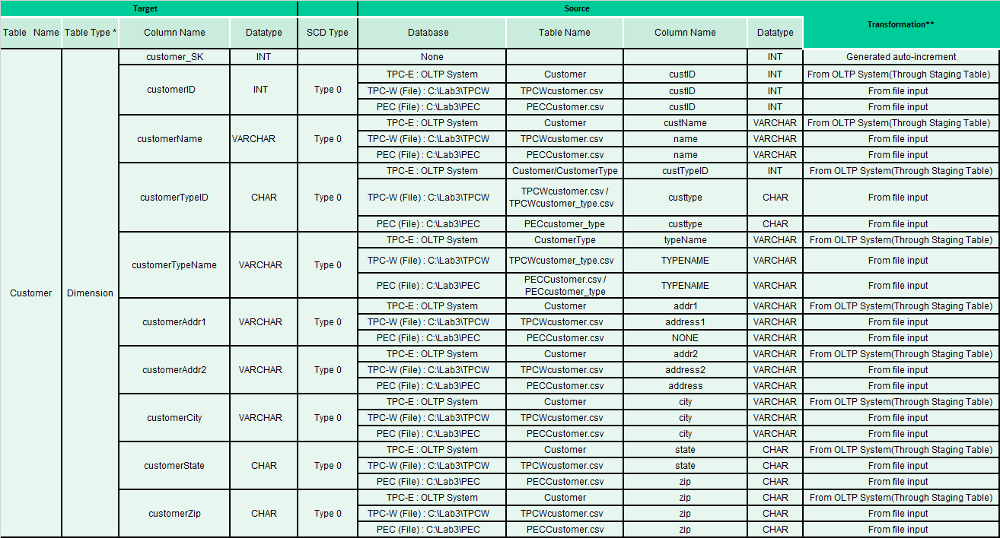 Target Source Transformation**
Table Name Table Type * Column Name Datatype SCD Type Database Table Name Column Name Datatype
customer_SK INT None INT Generated auto-increment
TPC-E : OLTP System Customer custID INT From OLTP System(Through Staging Table)
customerID INT Type 0 TPC-W (File) : C:\Lab3\TPCW TPCWcustomer.csv custID INT From file input
PEC (File) : C:\Lab3\PEC PECCustomer.csv custID INT From file input
TPC-E : OLTP System Customer custName VARCHAR From OLTP System(Through Staging Table)
customerName VARCHAR Type 0 TPC-W (File) : C:\Lab3\TPCW TPCWcustomer.csv name VARCHAR From file input
PEC (File) : C:\Lab3\PEC PECCustomer.csv name VARCHAR From file input
TPC-E : OLTP System Customer/CustomerType custTypeID INT From OLTP System(Through Staging Table)
customerTypeID CHAR Type 0 TPC-W (File) : C:\Lab3\TPCW TPCWcustomer.csv / custtype CHAR From file input
TPCWcustomer_type.csv
PEC (File) : C:\Lab3\PEC PECcustomer_type custtype CHAR From file input
TPC-E : OLTP System CustomerType typeName VARCHAR From OLTP System(Through Staging Table)
customerTypeName VARCHAR Type 0 TPC-W (File) : C:\Lab3\TPCW TPCWcustomer_type.csv TYPENAME VARCHAR From file input
PEC (File) : C:\Lab3\PEC PECCustomer.csv / TYPENAME VARCHAR From file input
PECcustomer_type
Customer Dimension
TPC-E : OLTP System Customer addr1 VARCHAR From OLTP System(Through Staging Table)
customerAddr1 VARCHAR Type 0 TPC-W (File) : C:\Lab3\TPCW TPCWcustomer.csv address1 VARCHAR From file input
PEC (File) : C:\Lab3\PEC PECCustomer.csv NONE VARCHAR From file input
TPC-E : OLTP System Customer addr2 VARCHAR From OLTP System(Through Staging Table)
customerAddr2 VARCHAR Type 0 TPC-W (File) : C:\Lab3\TPCW TPCWcustomer.csv address2 VARCHAR From file input
PEC (File) : C:\Lab3\PEC PECCustomer.csv address VARCHAR From file input
TPC-E : OLTP System Customer city VARCHAR From OLTP System(Through Staging Table)
customerCity VARCHAR Type 0 TPC-W (File) : C:\Lab3\TPCW TPCWcustomer.csv city VARCHAR From file input
PEC (File) : C:\Lab3\PEC PECCustomer.csv city VARCHAR From file input
TPC-E : OLTP System Customer state CHAR From OLTP System(Through Staging Table)
customerState CHAR Type 0 TPC-W (File) : C:\Lab3\TPCW TPCWcustomer.csv state CHAR From file input
PEC (File) : C:\Lab3\PEC PECCustomer.csv zip CHAR From file input
TPC-E : OLTP System Customer zip CHAR From OLTP System(Through Staging Table)
customerZip CHAR Type 0 TPC-W (File) : C:\Lab3\TPCW TPCWcustomer.csv zip CHAR From file input
PEC (File) : C:\Lab3\PEC PECCustomer.csv zip CHAR From file input